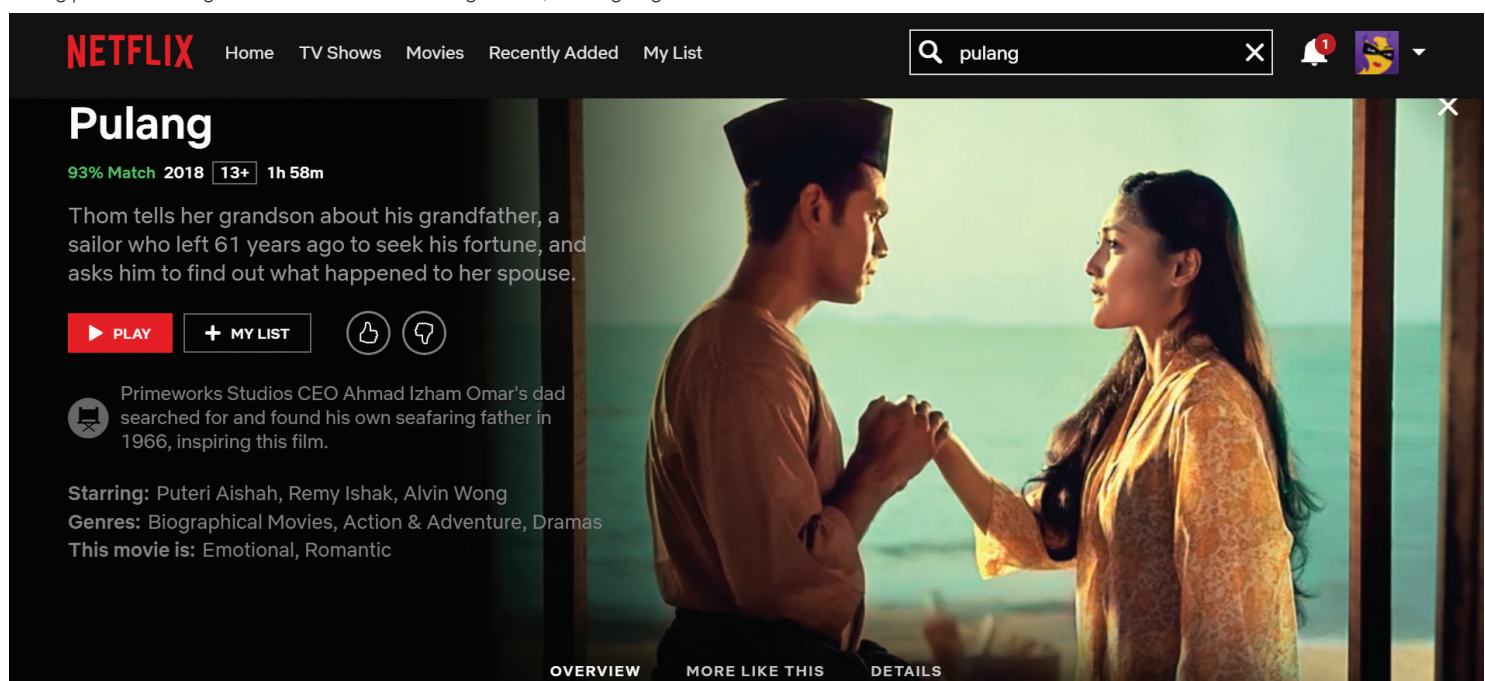 NETFLIX Home TV Shows Movies Recently Added My List pulang 1
Pulang
93% Match 2018 13+ 1h 58m
Thom tells her grandson about his grandfather, a
sailor who left 61 years ago to seek his fortune, and
asks him to find out what happened to her spouse.
PLAY MY LIST
Primeworks Studios CEO Ahmad Izham Omar's dad
searched for and found his own seafaring father in
1966, inspiring this film.
Starring: Puteri Aishah, Remy Ishak, Alvin Wong
Genres: Biographical Movies, Action & Adventure, Dramas
This movie is: Emotional, Romantic
OVERVIEW MORE LIKE THIS DETAILS